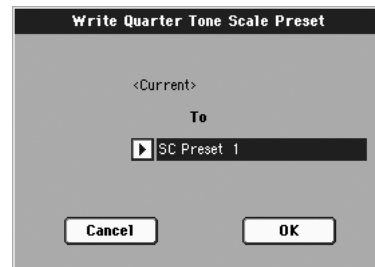 Write Quarter Tone Scale Preset
<Current>
To
SC Preset 1
Cancel OK